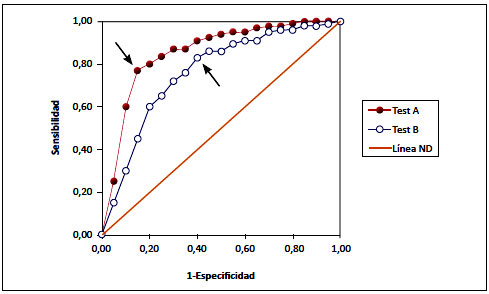 1,00
0,80
0,60
0,40
0,20
0,00
Sensibilidad
0,00 0,20 0,40 0,60 0,80 1,00
1-Especificidad
Test A
Test B
Línea ND